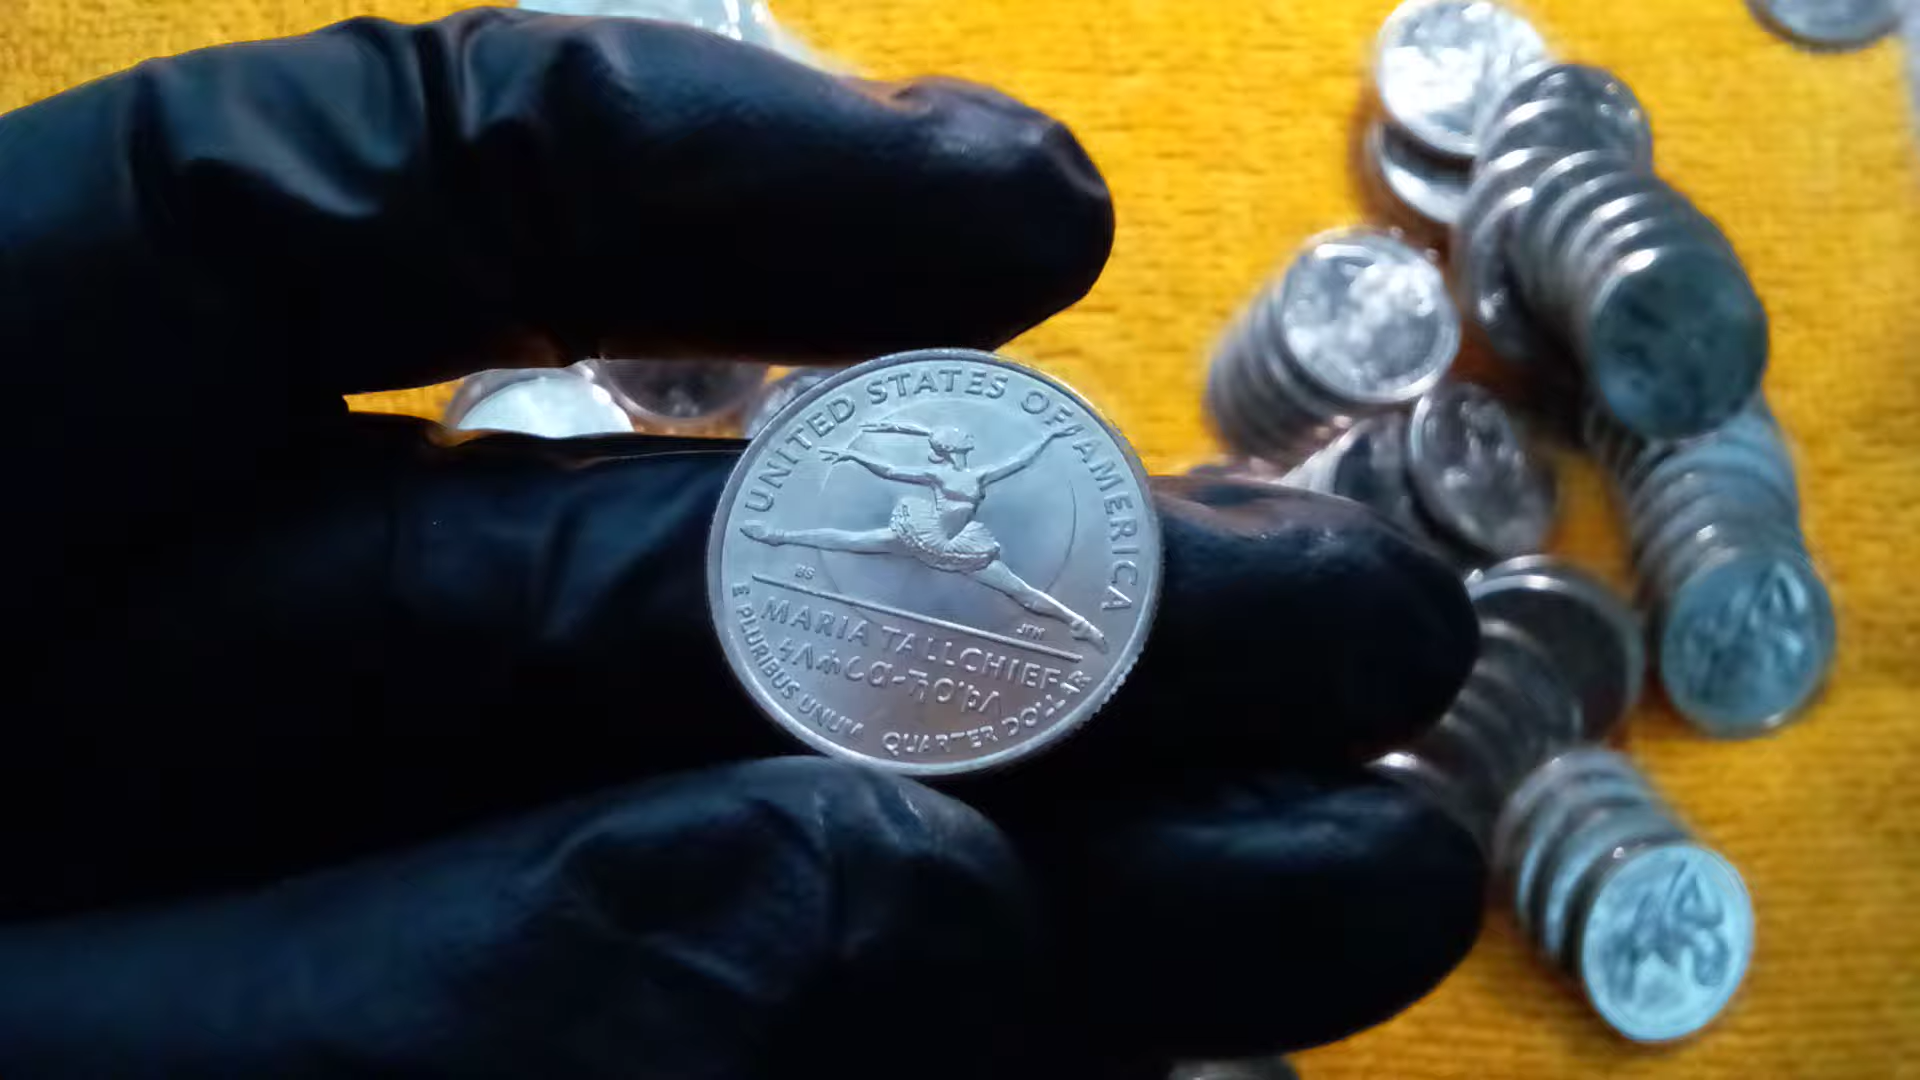 UNITED STATES OF AMERICA
BS
JFM
MARIA TALLCHIEF
E PLURIBUS UNUM
QUARTER DOLLAR